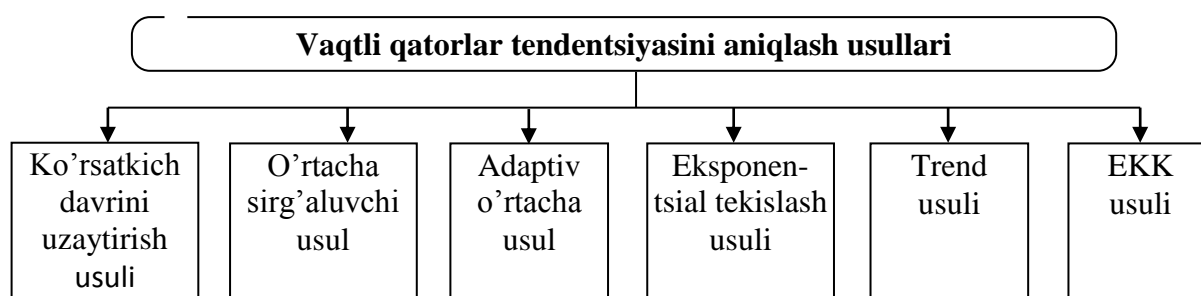 Vaqtli qatorlar tendentsiyasini aniqlash usullari
Ko’rsatkich
davrini
uzaytirish
usuli
O’rtacha
sirg’aluvchi
usul
Adaptiv
o’rtacha
usul
Eksponen-
tsial tekislash
usuli
Trend
usuli
EKK
usuli